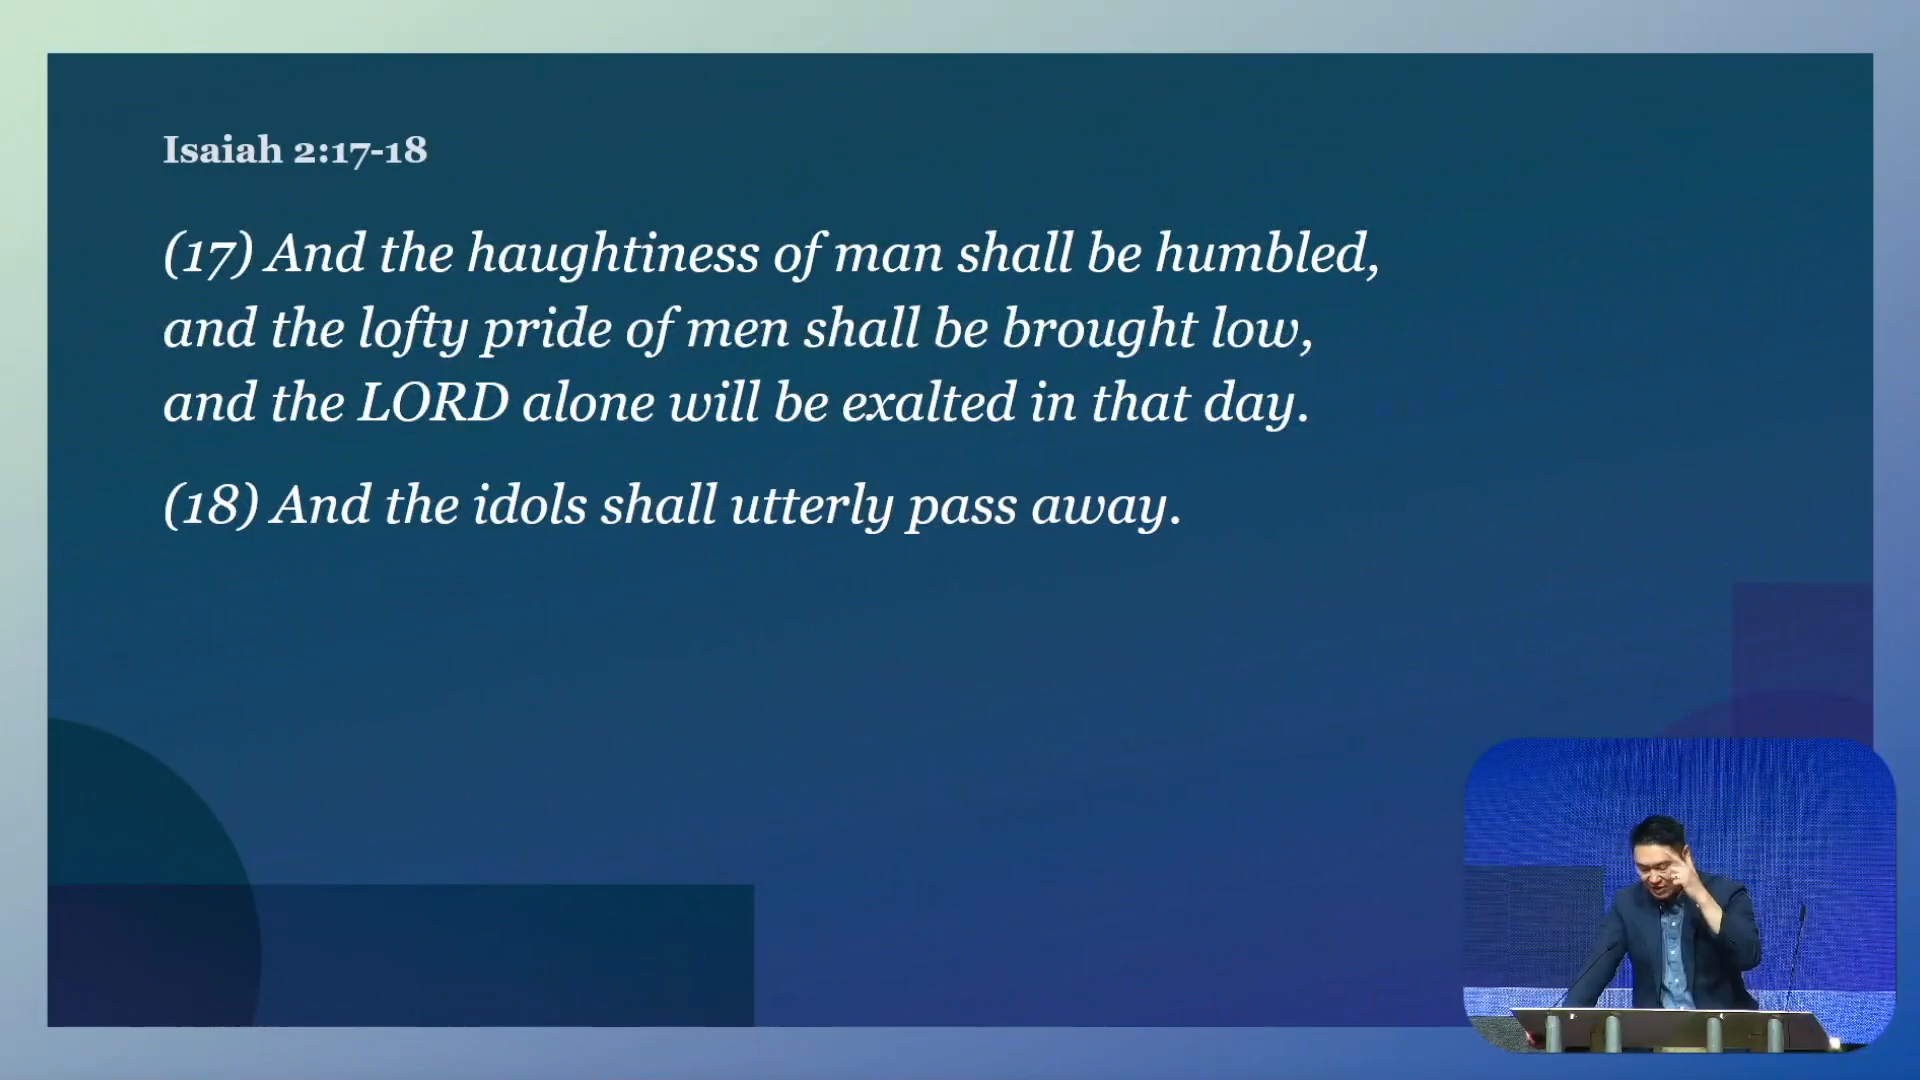 Isaiah 2:17-18
(17) And the haughtiness of man shall be humbled,
and the lofty pride of men shall be brought low,
and the LORD alone will be exalted in that day.
(18) And the idols shall utterly pass away.